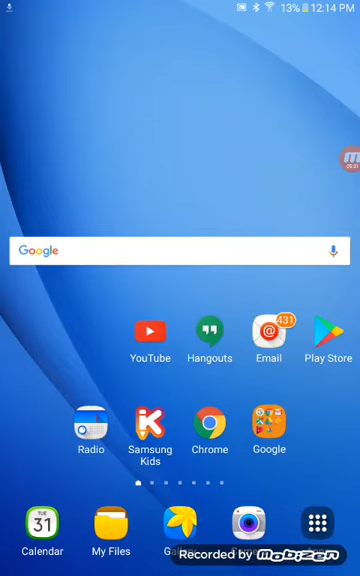 13% 12:14 PM
Google
431
YouTube Hangouts Email Play Store
Radio Samsung Kids Chrome Google
TUE
31
Calendar My Files
Recorded by mobizen